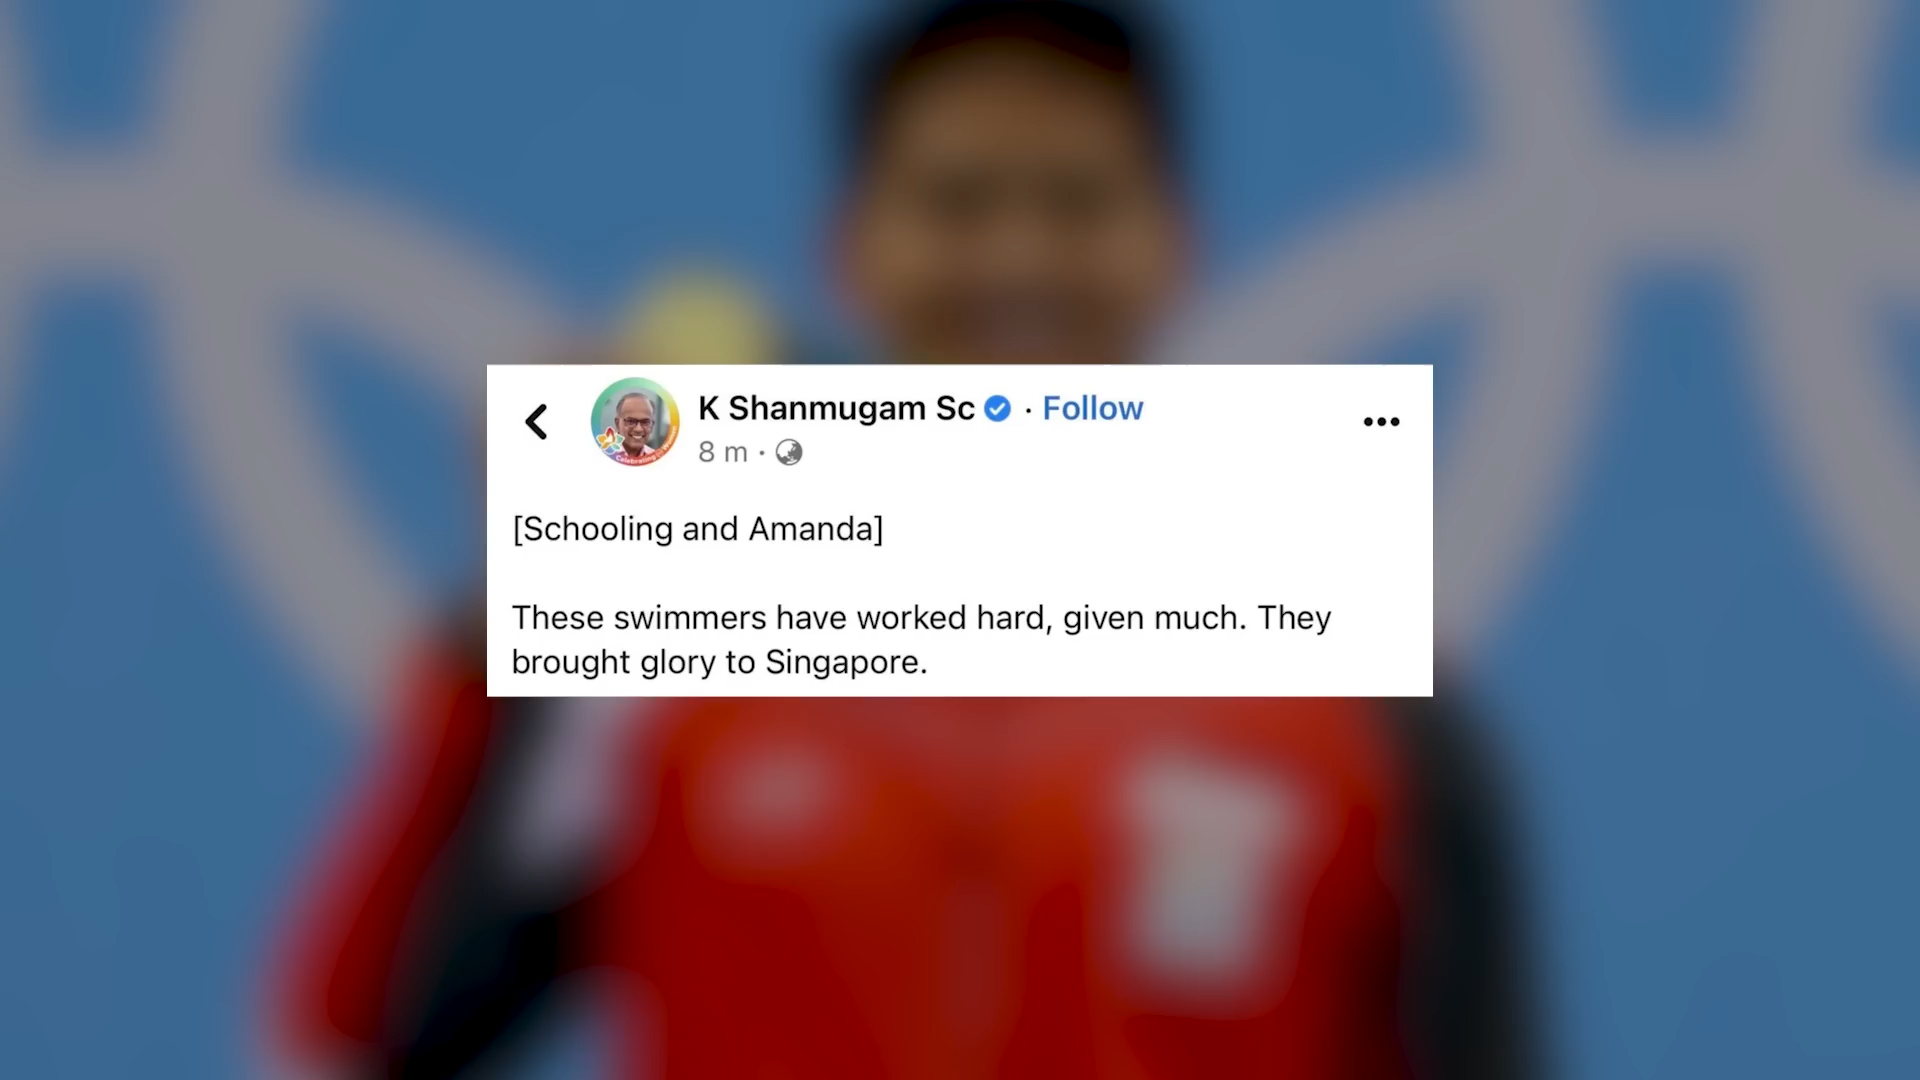 K Shanmugam Sc · Follow
8 m ·
[Schooling and Amanda]
These swimmers have worked hard, given much. They
brought glory to Singapore.